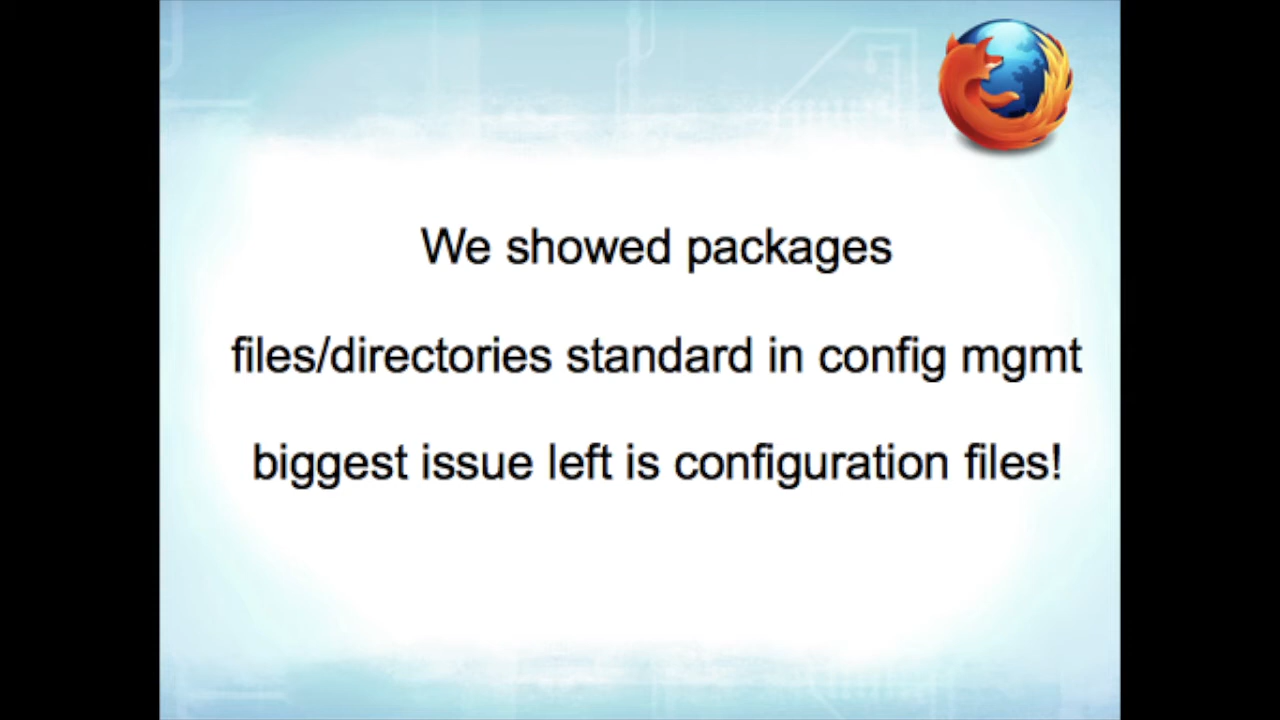 We showed packages
files/directories standard in config mgmt
biggest issue left is configuration files!